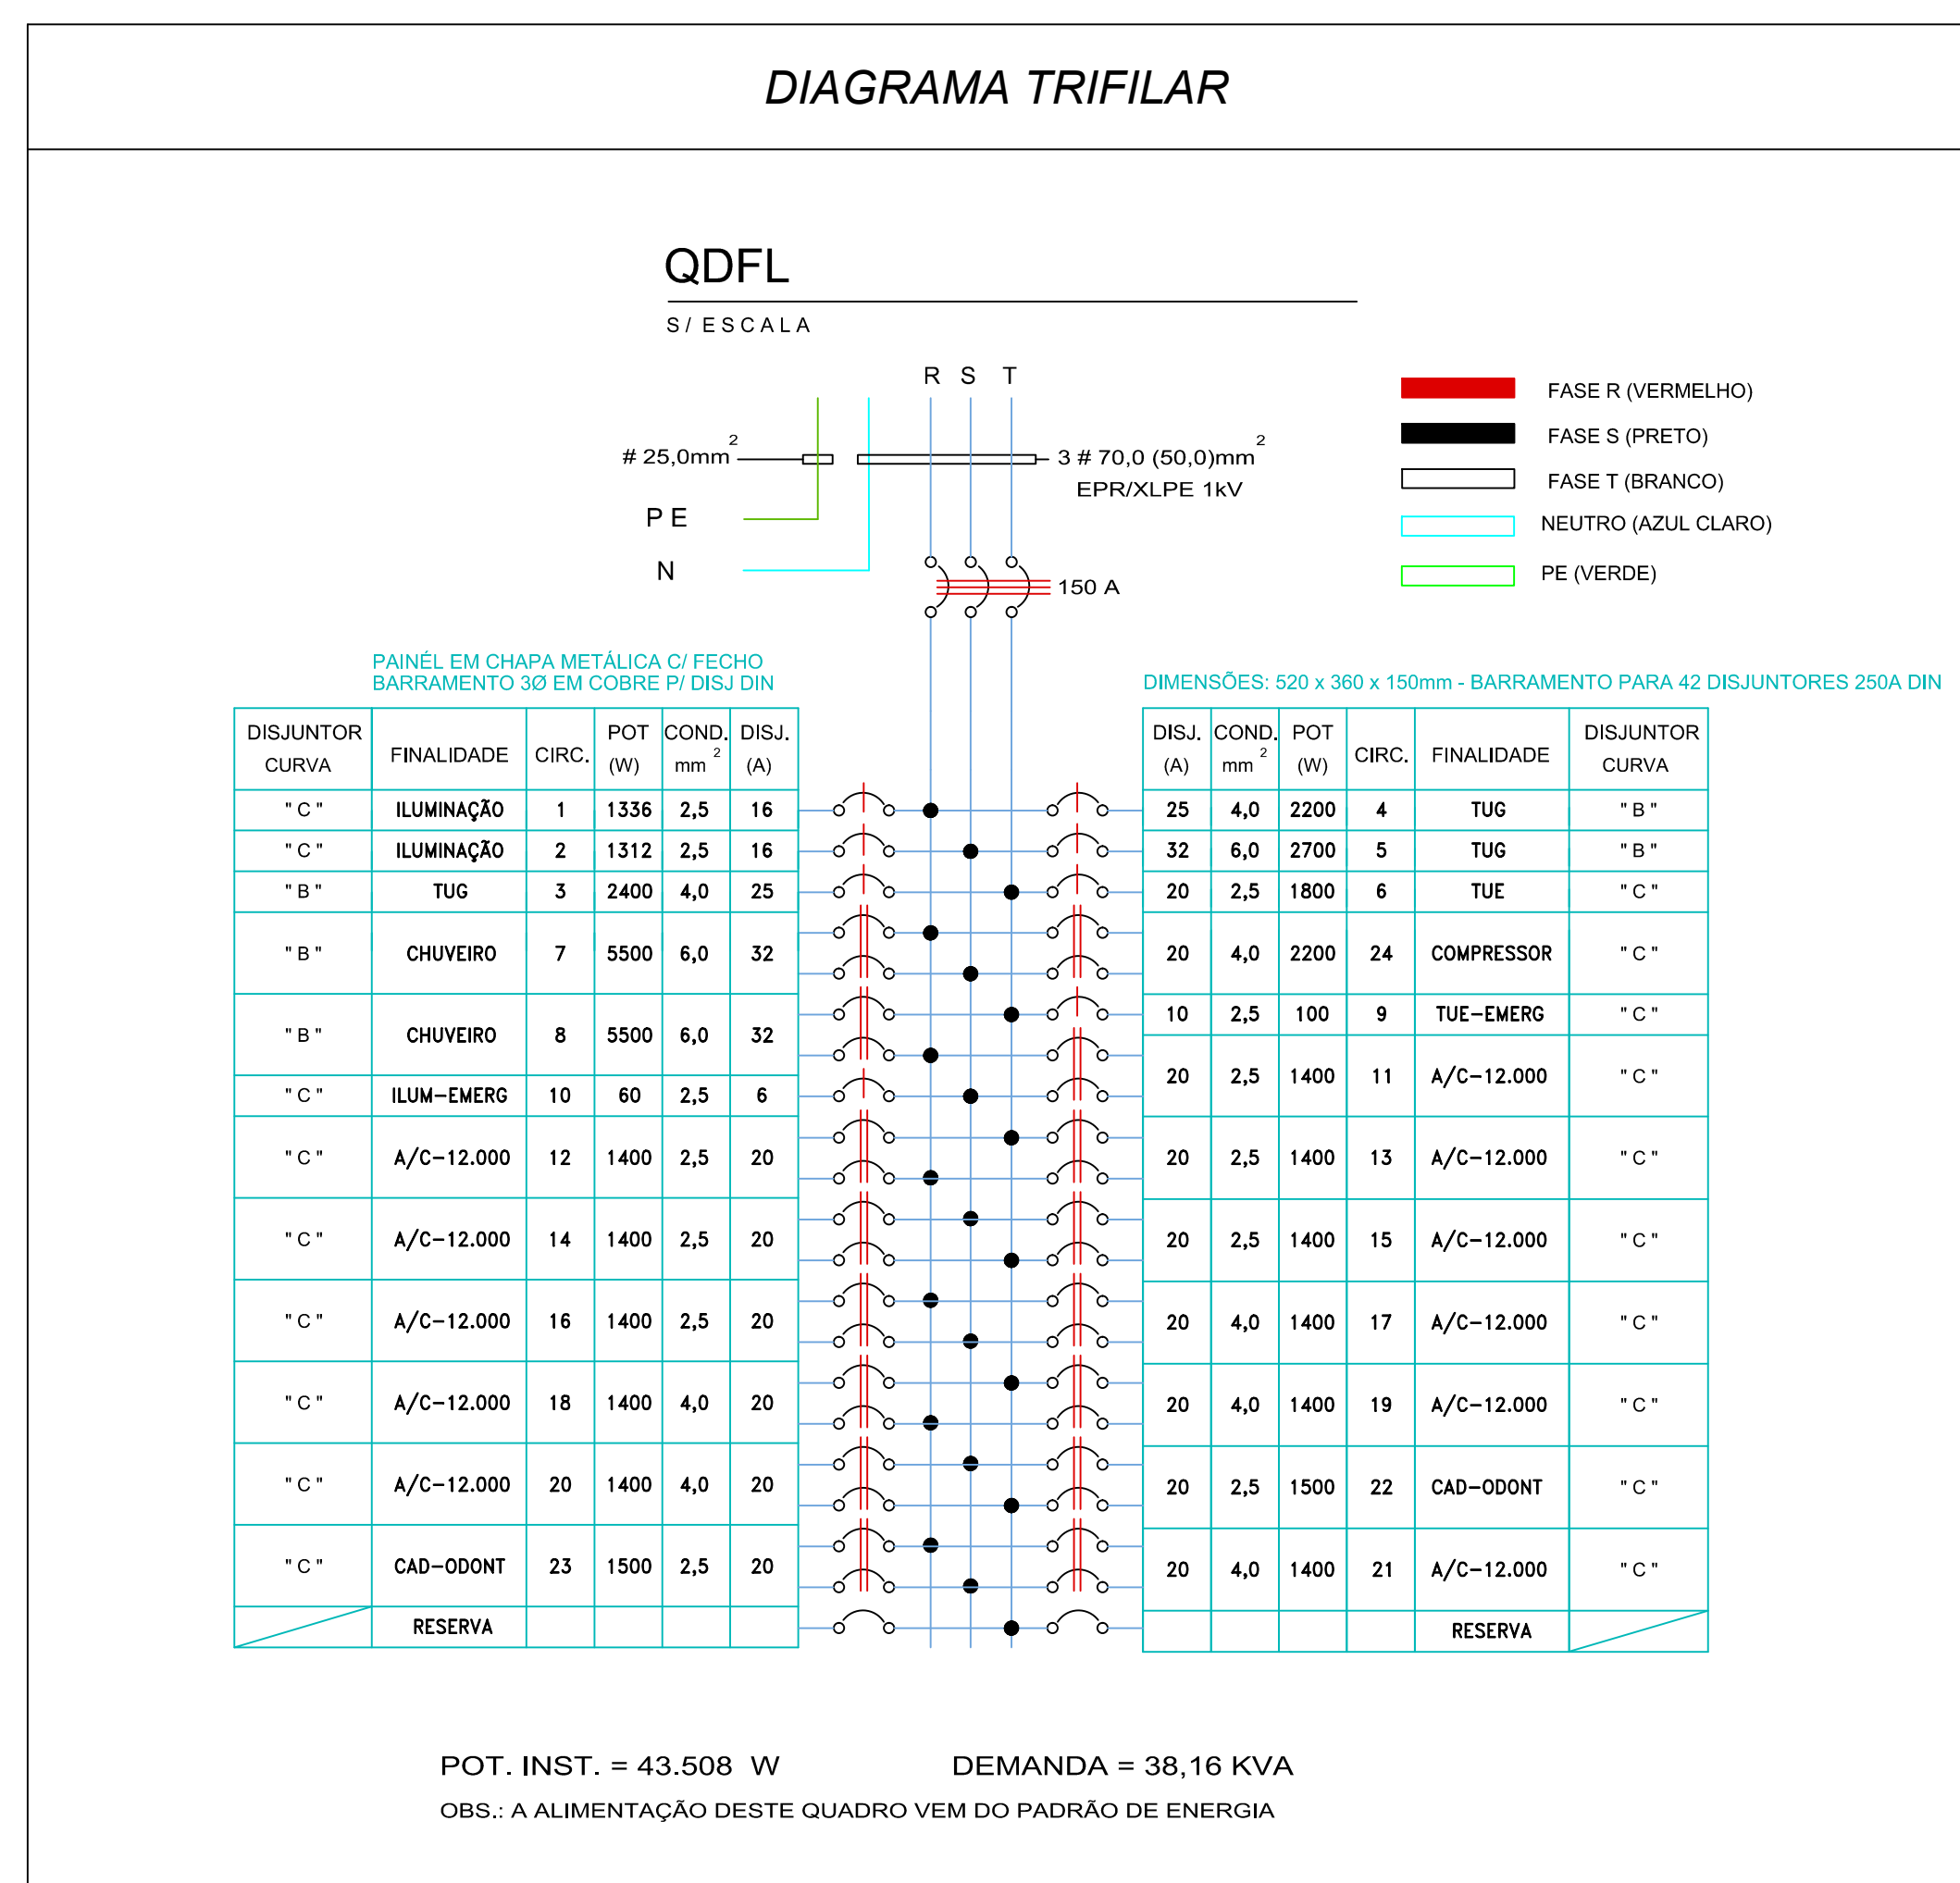 DIAGRAMA TRIFILAR
QDFL
S/ ESCALA
R S T
# 25,0mm²
3 # 70,0 (50,0)mm²
EPR/XLPE 1kV
P E
N
150 A
FASE R (VERMELHO)
FASE S (PRETO)
FASE T (BRANCO)
NEUTRO (AZUL CLARO)
PE (VERDE)
PAINÉL EM CHAPA METÁLICA C/ FECHO
BARRAMENTO 3Ø EM COBRE P/ DISJ DIN
DISJUNTOR CURVA FINALIDADE CIRC. POT (W) COND. mm² DISJ. (A)
" C " ILUMINAÇÃO 1 1336 2,5 16
" C " ILUMINAÇÃO 2 1312 2,5 16
" B " TUG 3 2400 4,0 25
" B " CHUVEIRO 7 5500 6,0 32
" B " CHUVEIRO 8 5500 6,0 32
" C " ILUM-EMERG 10 60 2,5 6
" C " A/C-12.000 12 1400 2,5 20
" C " A/C-12.000 14 1400 2,5 20
" C " A/C-12.000 16 1400 2,5 20
" C " A/C-12.000 18 1400 4,0 20
" C " A/C-12.000 20 1400 4,0 20
" C " CAD-ODONT 23 1500 2,5 20
RESERVA
DIMENSÕES: 520 x 360 x 150mm - BARRAMENTO PARA 42 DISJUNTORES 250A DIN
DISJ. (A) COND. mm² POT (W) CIRC. FINALIDADE DISJUNTOR CURVA
25 4,0 2200 4 TUG " B "
32 6,0 2700 5 TUG " B "
20 2,5 1800 6 TUE " C "
20 4,0 2200 24 COMPRESSOR " C "
10 2,5 100 9 TUE-EMERG " C "
20 2,5 1400 11 A/C-12.000 " C "
20 2,5 1400 13 A/C-12.000 " C "
20 2,5 1400 15 A/C-12.000 " C "
20 4,0 1400 17 A/C-12.000 " C "
20 4,0 1400 19 A/C-12.000 " C "
20 2,5 1500 22 CAD-ODONT " C "
20 4,0 1400 21 A/C-12.000 " C "
RESERVA
POT. INST. = 43.508 W
DEMANDA = 38,16 KVA
OBS.: A ALIMENTAÇÃO DESTE QUADRO VEM DO PADRÃO DE ENERGIA